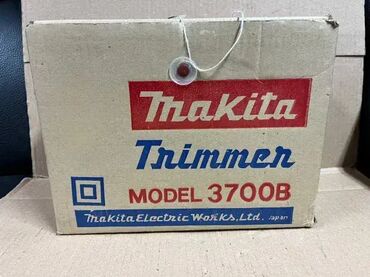 makita
Trimmer
MODEL 3700B
Makita Electric Works, Ltd. Japan